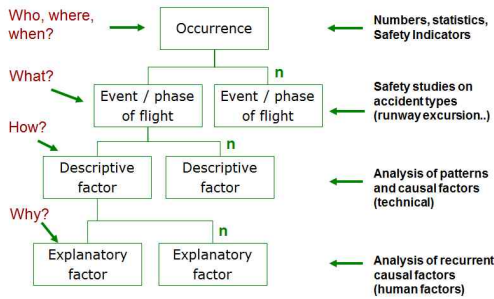 Who, where,
when?
Occurrence
Numbers, statistics,
Safety Indicators
What?
n
Event / phase
of flight
Event / phase
of flight
Safety studies on
accident types
(runway excursion..)
How?
n
Descriptive
factor
Descriptive
factor
Analysis of patterns
and causal factors
(technical)
Why?
n
Explanatory
factor
Explanatory
factor
Analysis of recurrent
causal factors
(human factors)